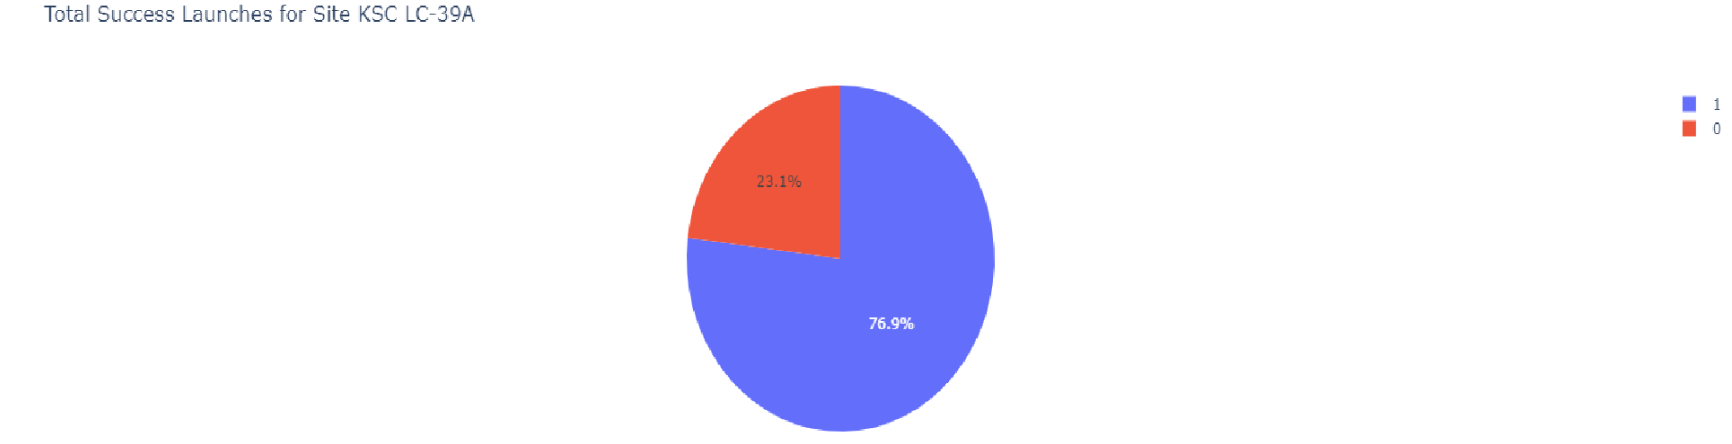 Total Success Launches for Site KSC LC-39A
1
0
23.1%
76.9%